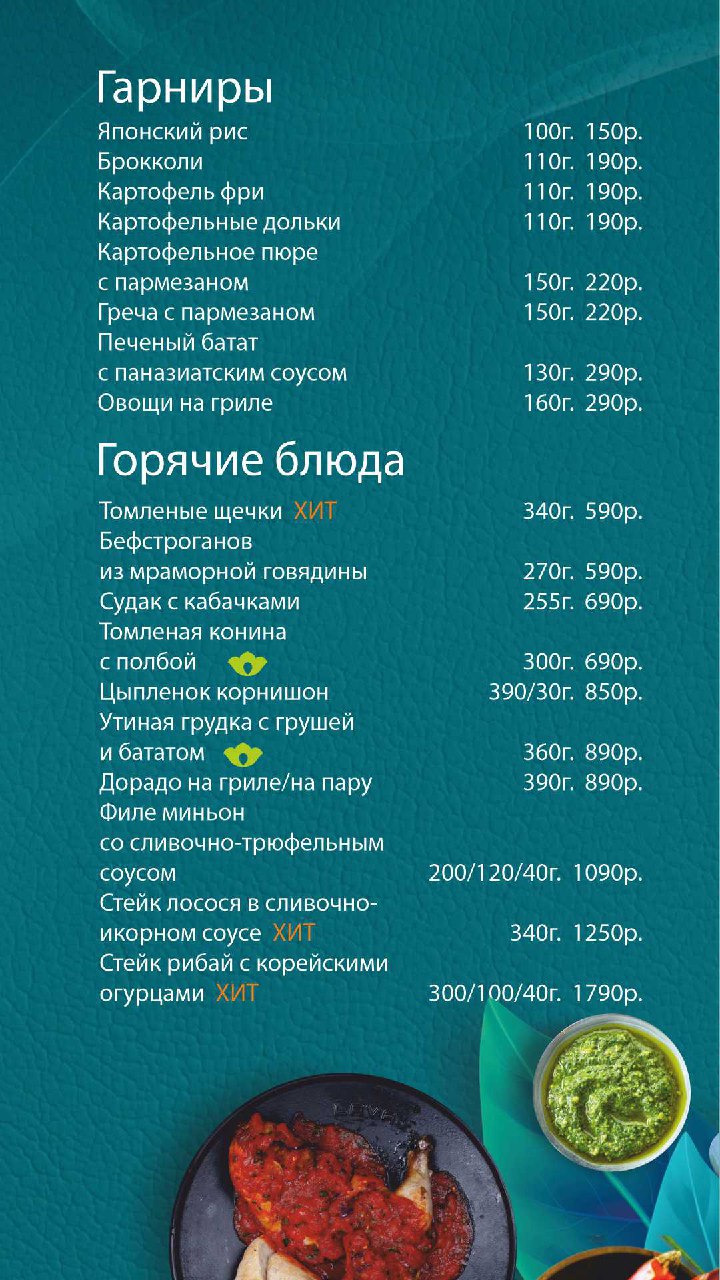 Гарниры
Японский рис 100г. 150р.
Брокколи 110г. 190р.
Картофель фри 110г. 190р.
Картофельные дольки 110г. 190р.
Картофельное пюре
с пармезаном 150г. 220р.
Греча с пармезаном 150г. 220р.
Печеный батат
с паназиатским соусом 130г. 290р.
Овощи на гриле 160г. 290р.
Горячие блюда
Томленые щечки ХИТ 340г. 590р.
Бефстроганов
из мраморной говядины 270г. 590р.
Судак с кабачками 255г. 690р.
Томленая конина
с полбой 300г. 690р.
Цыпленок корнишон 390/30г. 850р.
Утиная грудка с грушей
и бататом 360г. 890р.
Дорадо на гриле/на пару 390г. 890р.
Филе миньон
со сливочно-трюфельным
соусом 200/120/40г. 1090р.
Стейк лосося в сливочно-
икорном соусе ХИТ 340г. 1250р.
Стейк рибай с корейскими
огурцами ХИТ 300/100/40г. 1790р.